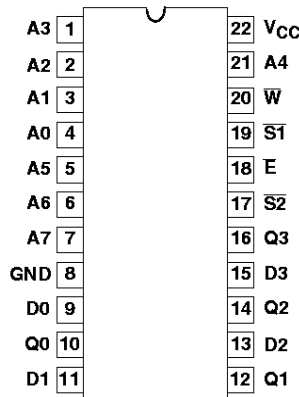 A3 1 22 VCC
A2 2 21 A4
A1 3 20 W̅
A0 4 19 S̅1̅
A5 5 18 E̅
A6 6 17 S̅2̅
A7 7 16 Q3
GND 8 15 D3
D0 9 14 Q2
Q0 10 13 D2
D1 11 12 Q1